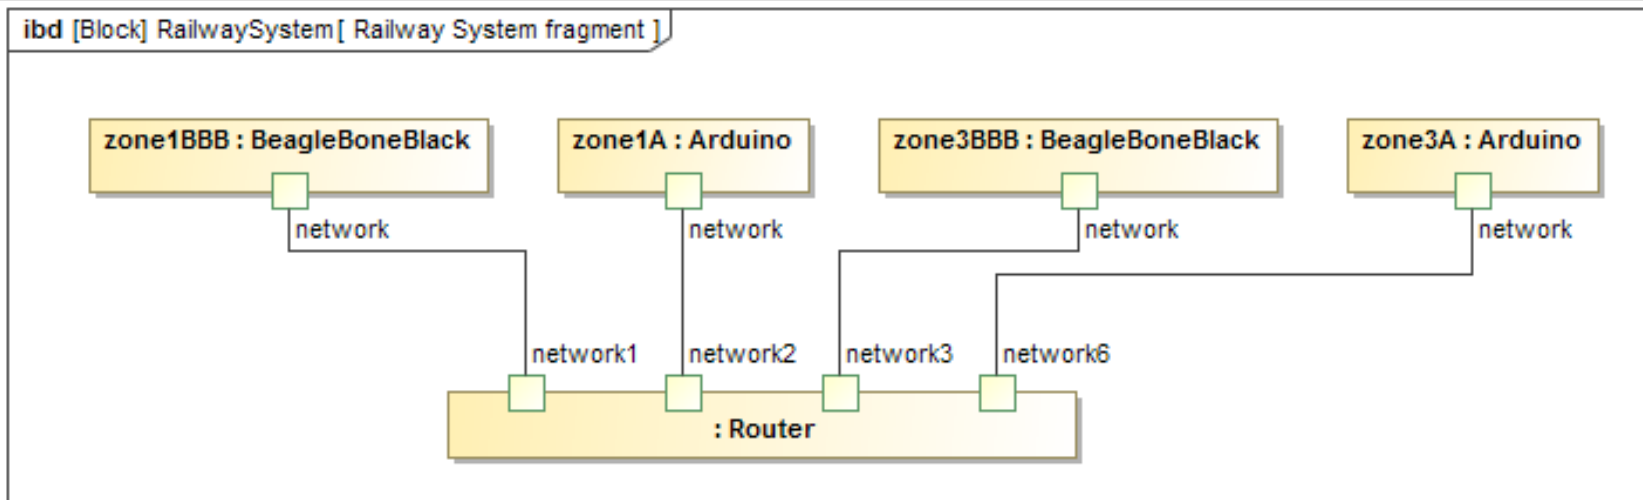 ibd [Block] RailwaySystem[ Railway System fragment ]
zone1BBB : BeagleBoneBlack
zone1A : Arduino
zone3BBB : BeagleBoneBlack
zone3A : Arduino
network
network
network
network
network1
network2
network3
network6
: Router